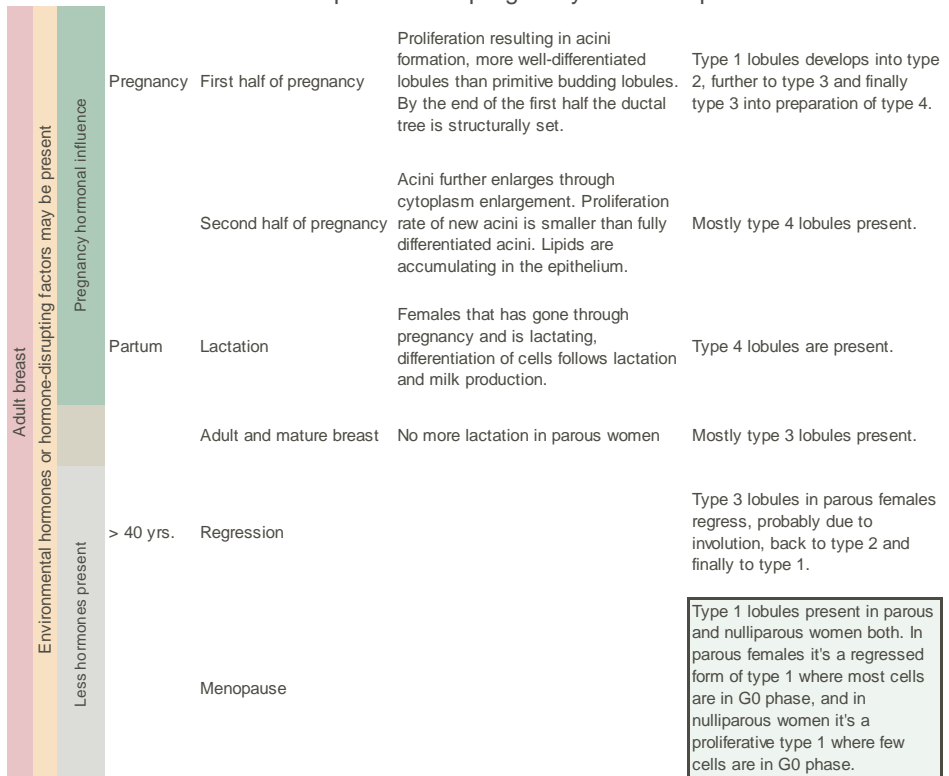 Adult breast
Environmental hormones or hormone-disrupting factors may be present
Pregnancy hormonal influence
Less hormones present
Pregnancy
First half of pregnancy
Proliferation resulting in acini
formation, more well-differentiated
lobules than primitive budding lobules.
By the end of the first half the ductal
tree is structurally set.
Type 1 lobules develops into type
2, further to type 3 and finally
type 3 into preparation of type 4.
Second half of pregnancy
Acini further enlarges through
cytoplasm enlargement. Proliferation
rate of new acini is smaller than fully
differentiated acini. Lipids are
accumulating in the epithelium.
Mostly type 4 lobules present.
Partum
Lactation
Females that has gone through
pregnancy and is lactating,
differentiation of cells follows lactation
and milk production.
Type 4 lobules are present.
Adult and mature breast
No more lactation in parous women
Mostly type 3 lobules present.
> 40 yrs.
Regression
Type 3 lobules in parous females
regress, probably due to
involution, back to type 2 and
finally to type 1.
Menopause
Type 1 lobules present in parous
and nulliparous women both. In
parous females it's a regressed
form of type 1 where most cells
are in G0 phase, and in
nulliparous women it's a
proliferative type 1 where few
cells are in G0 phase.